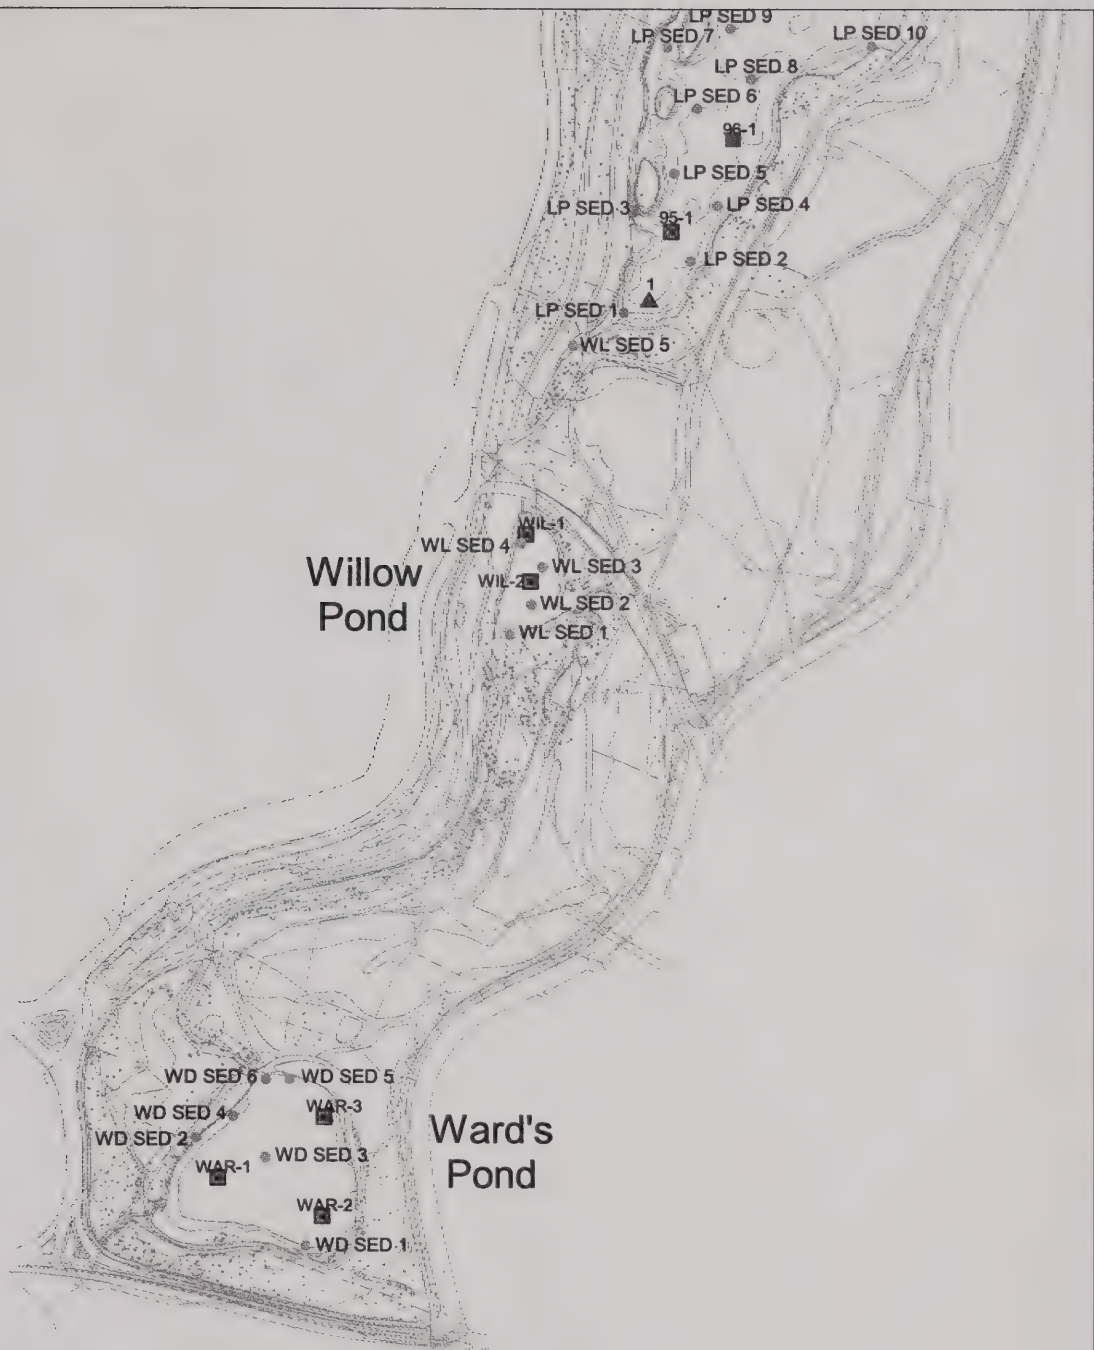 LP SED 9
LP SED 7
LP SED 10
LP SED 8
LP SED 6
96-1
LP SED 5
LP SED 3
LP SED 4
95-1
LP SED 2
1
LP SED 1
WL SED 5
WIL-1
WL SED 4
WL SED 3
Willow
Pond
WIL-2
WL SED 2
WL SED 1
WD SED 6
WD SED 5
WAR-3
WD SED 4
WD SED 2
Ward's
Pond
WD SED 3
WAR-1
WAR-2
WD SED 1